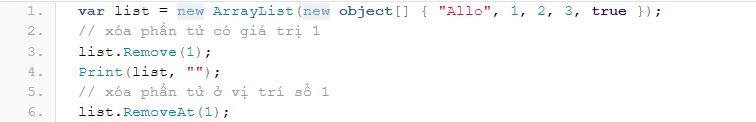 1. var list = new ArrayList(new object[] { "Allo", 1, 2, 3, true });
2. // xóa phần tử có giá trị 1
3. list.Remove(1);
4. Print(list, "");
5. // xóa phần tử ở vị trí số 1
6. list.RemoveAt(1);